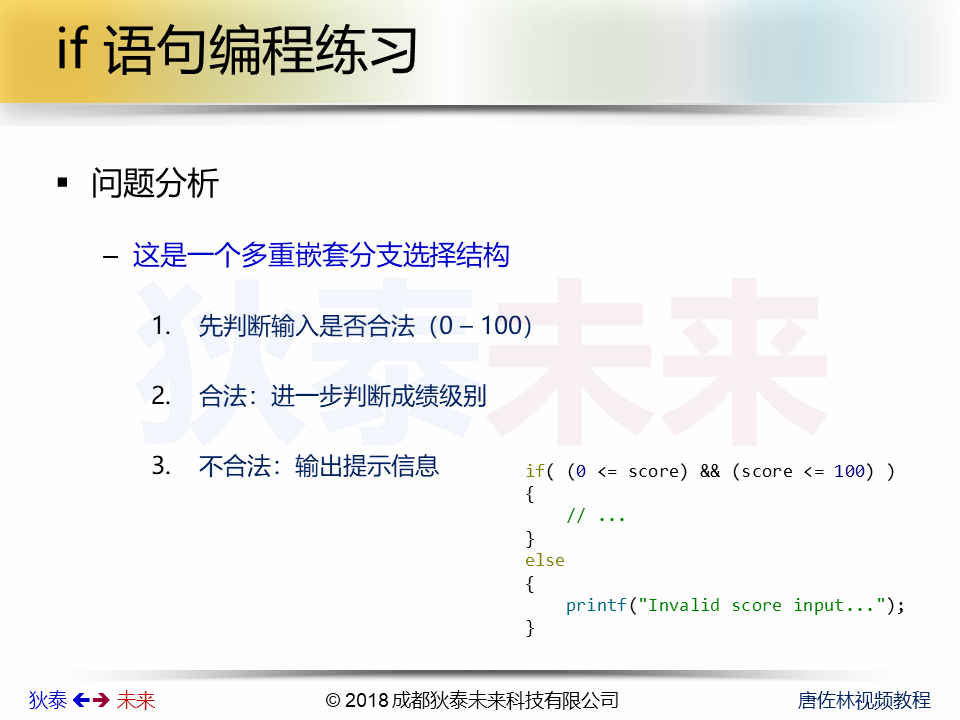 if 语句编程练习
▪ 问题分析
– 这是一个多重嵌套分支选择结构
1. 先判断输入是否合法（0 – 100）
2. 合法：进一步判断成绩级别
3. 不合法：输出提示信息
if( (0 <= score) && (score <= 100) )
{
    // ...
}
else
{
    printf("Invalid score input...");
}
狄泰未来
狄泰 🡸🡺 未来
© 2018 成都狄泰未来科技有限公司
唐佐林视频教程